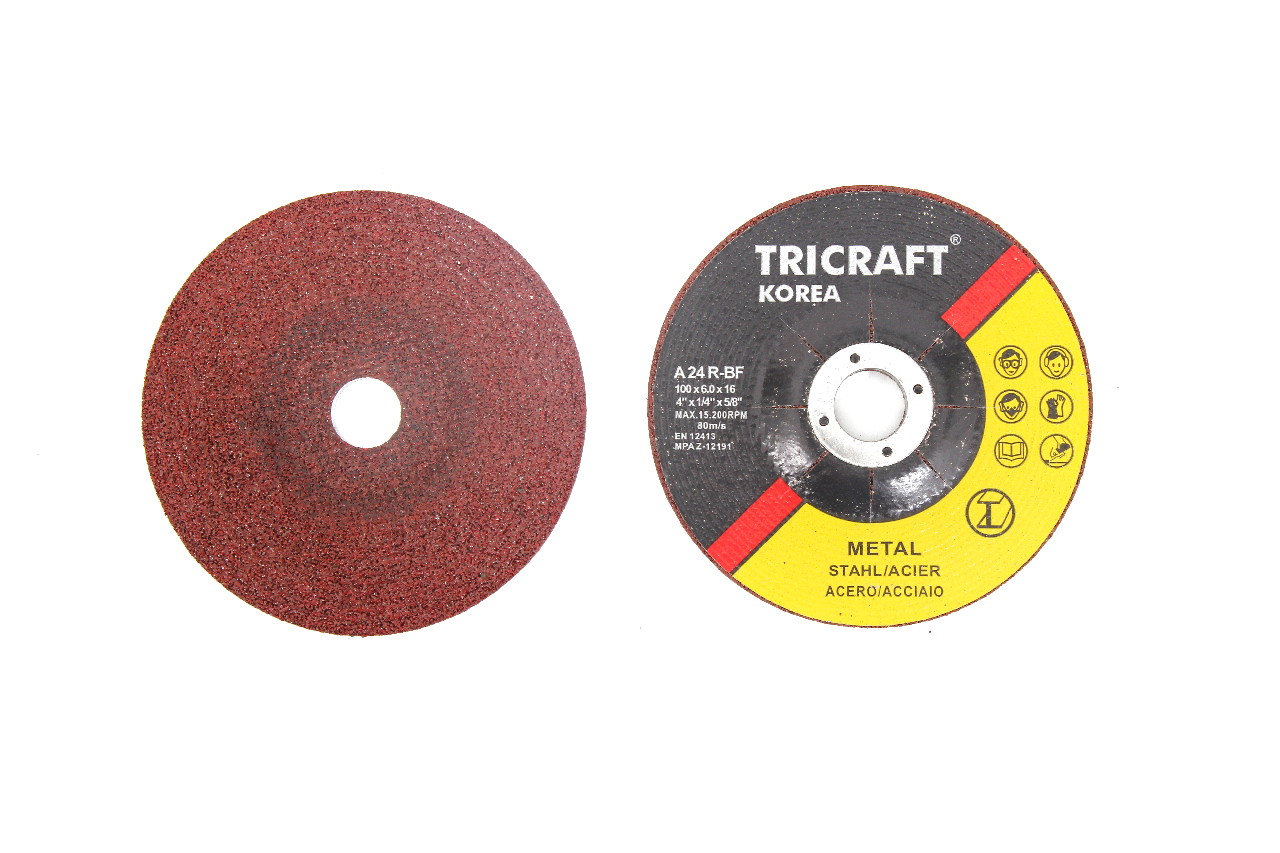 TRICRAFT®
KOREA
A 24 R-BF
100 x 6.0 x 16
4" x 1/4" x 5/8"
MAX.15.200RPM
80m/s
EN 12413
MPA Z-12191
METAL
STAHL/ACIER
ACERO/ACCIAIO